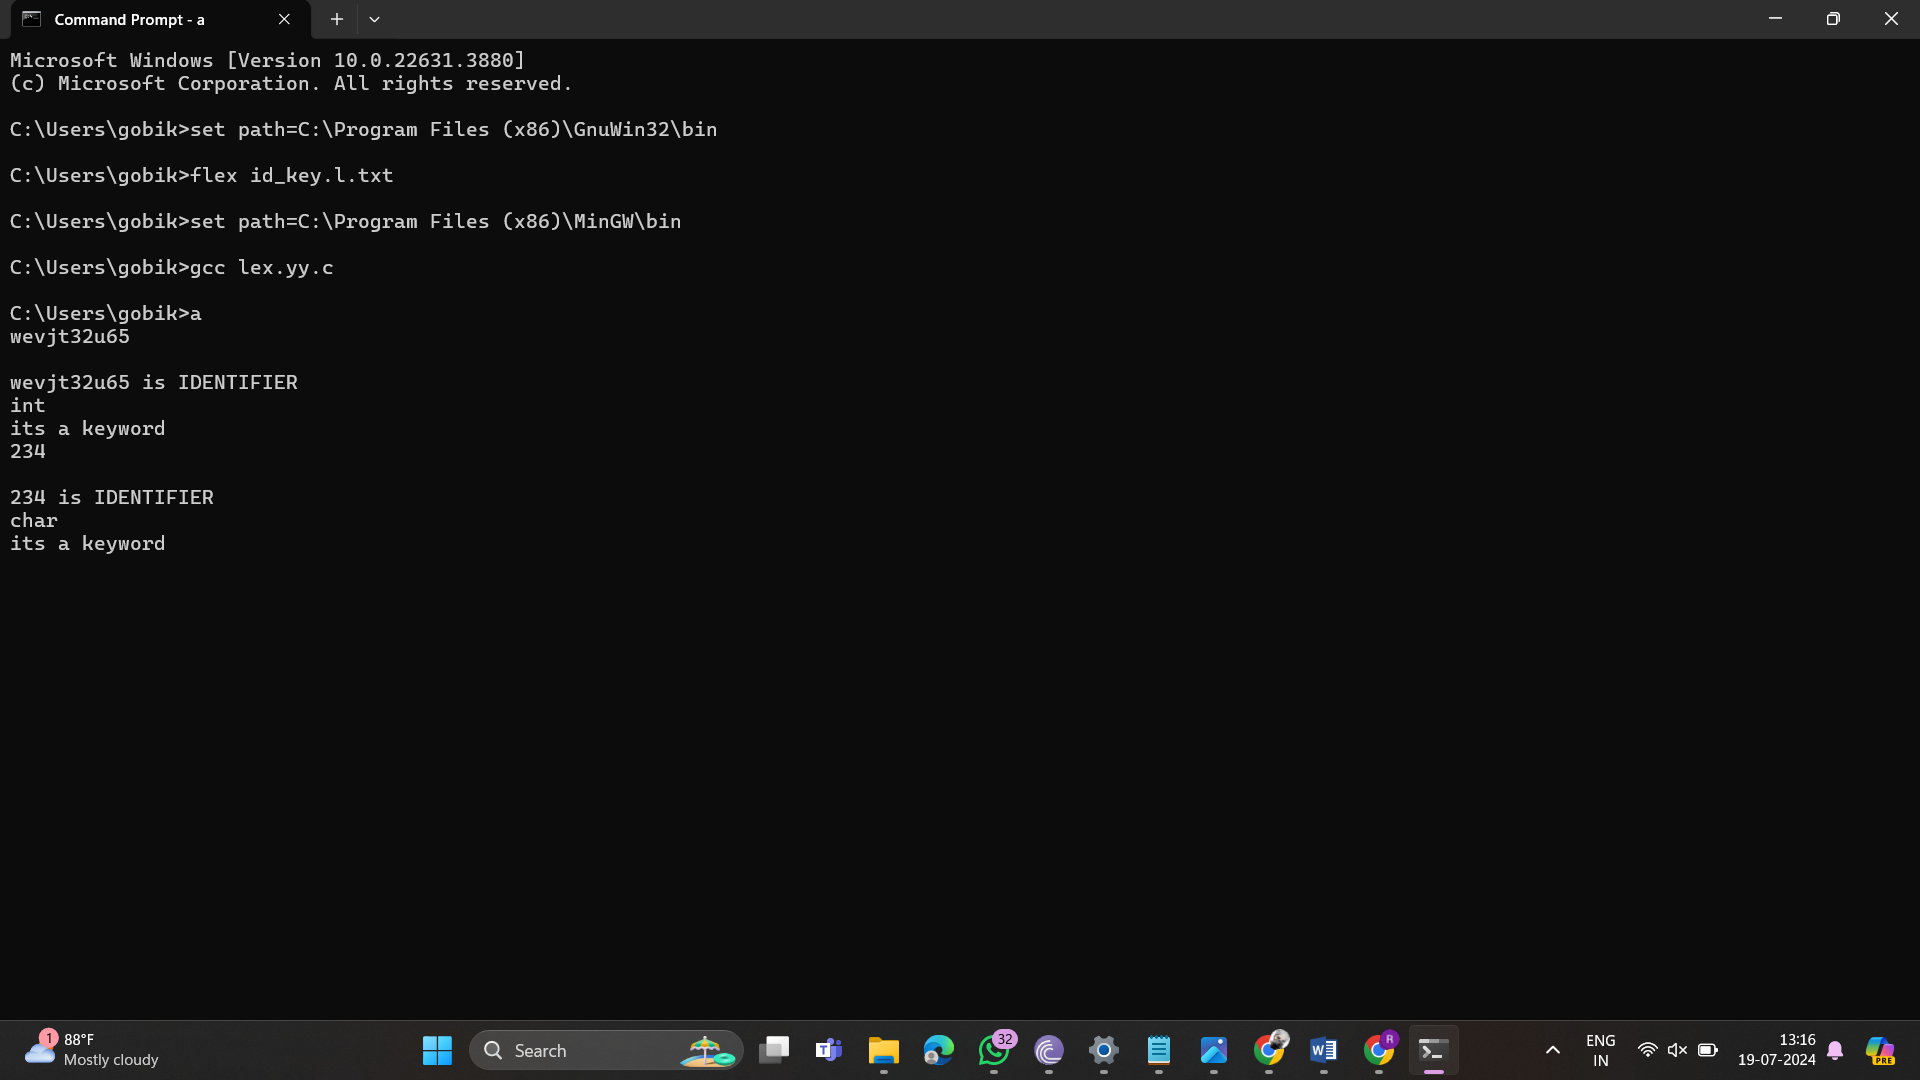 Command Prompt - a
Microsoft Windows [Version 10.0.22631.3880]
(c) Microsoft Corporation. All rights reserved.
C:\Users\gobik>set path=C:\Program Files (x86)\GnuWin32\bin
C:\Users\gobik>flex id_key.l.txt
C:\Users\gobik>set path=C:\Program Files (x86)\MinGW\bin
C:\Users\gobik>gcc lex.yy.c
C:\Users\gobik>a
wevjt32u65
wevjt32u65 is IDENTIFIER
int
its a keyword
234
234 is IDENTIFIER
char
its a keyword
1
88°F
Mostly cloudy
Search
T
32
W
R
ENG
IN
13:16
19-07-2024
PRE